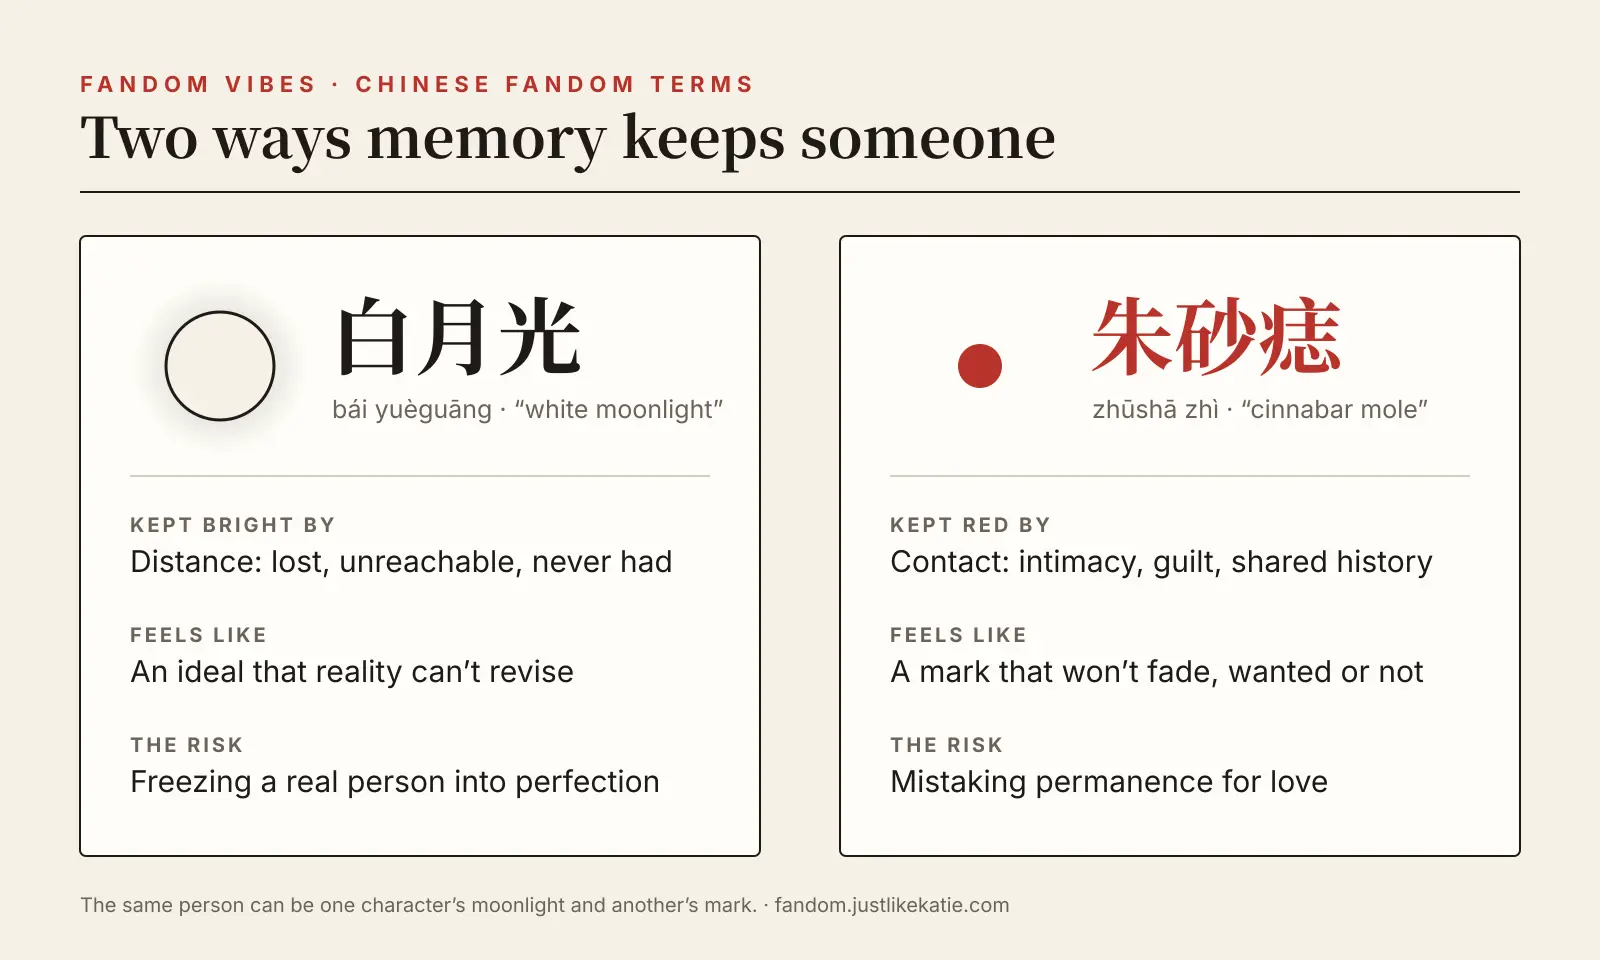 FANDOM VIBES · CHINESE FANDOM TERMS
Two ways memory keeps someone
白月光
bái yuèguāng · “white moonlight”
KEPT BRIGHT BY
Distance: lost, unreachable, never had
FEELS LIKE
An ideal that reality can’t revise
THE RISK
Freezing a real person into perfection
朱砂痣
zhūshā zhì · “cinnabar mole”
KEPT RED BY
Contact: intimacy, guilt, shared history
FEELS LIKE
A mark that won’t fade, wanted or not
THE RISK
Mistaking permanence for love
The same person can be one character’s moonlight and another’s mark. · fandom.justlikekatie.com